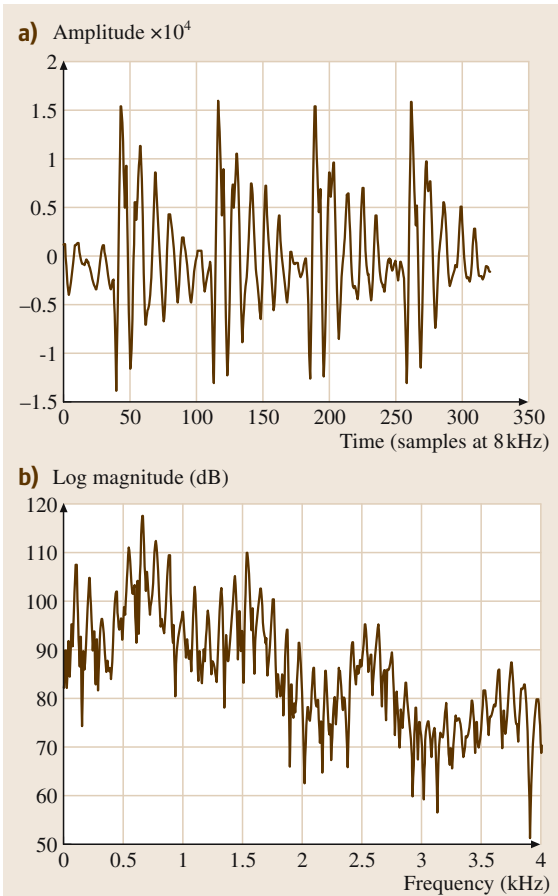 a) Amplitude ×10⁴
2
1.5
1
0.5
0
−0.5
-1
−1.5
0 50 100 150 200 250 300 350
Time (samples at 8 kHz)
b) Log magnitude (dB)
120
110
100
90
80
70
60
50
0 0.5 1 1.5 2 2.5 3 3.5 4
Frequency (kHz)